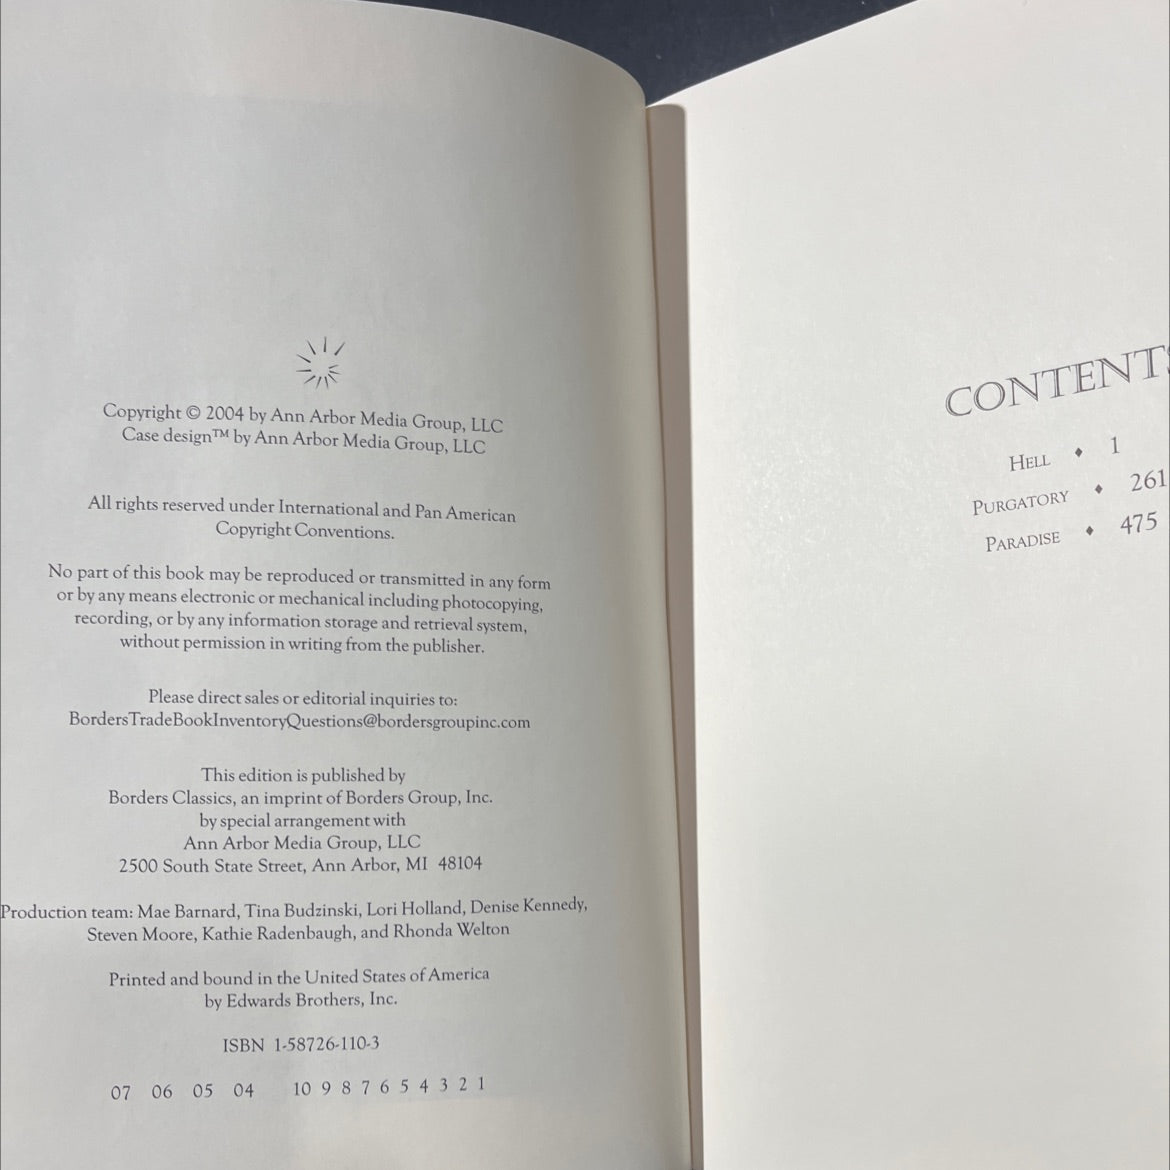 Copyright © 2004 by Ann Arbor Media Group, LLC
Case design™ by Ann Arbor Media Group, LLC
All rights reserved under International and Pan American
Copyright Conventions.
No part of this book may be reproduced or transmitted in any form
or by any means electronic or mechanical including photocopying,
recording, or by any information storage and retrieval system,
without permission in writing from the publisher.
Please direct sales or editorial inquiries to:
BordersTradeBookInventoryQuestions@bordersgroupinc.com
This edition is published by
Borders Classics, an imprint of Borders Group, Inc.
by special arrangement with
Ann Arbor Media Group, LLC
2500 South State Street, Ann Arbor, MI 48104
Production team: Mae Barnard, Tina Budzinski, Lori Holland, Denise Kennedy,
Steven Moore, Kathie Radenbaugh, and Rhonda Welton
Printed and bound in the United States of America
by Edwards Brothers, Inc.
ISBN 1-58726-110-3
07 06 05 04 10 9 8 7 6 5 4 3 2 1
CONTENTS
HELL ♦ 1
PURGATORY ♦ 261
PARADISE ♦ 475